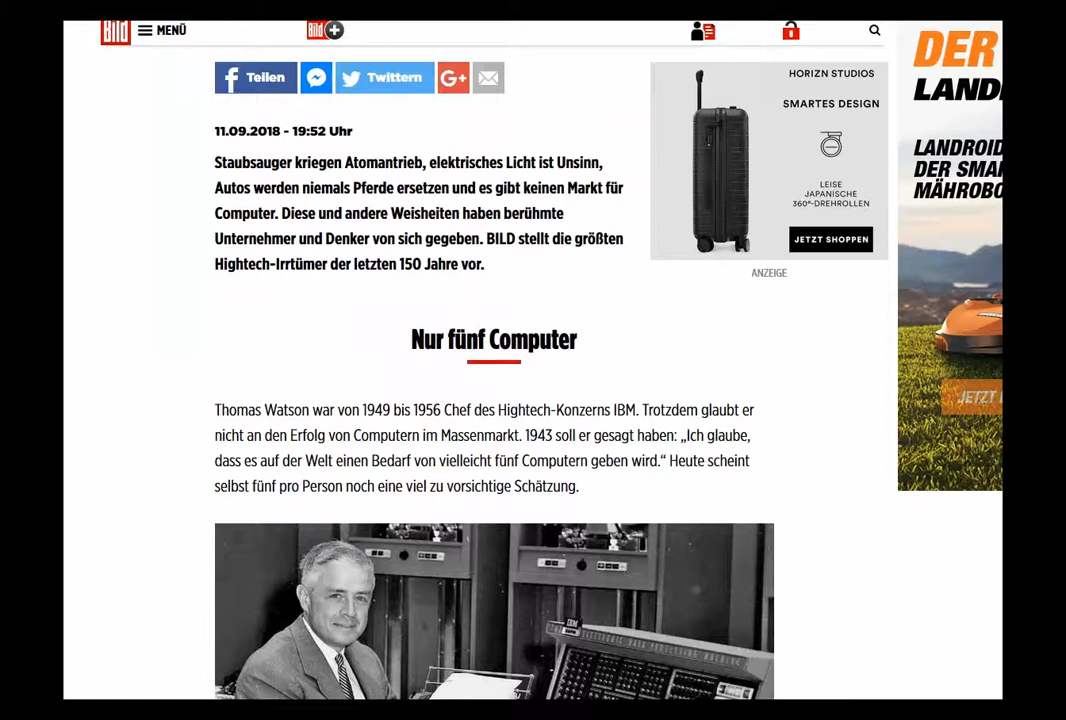 Bild
MENÜ
Bild +
DER
LAND
Teilen
Twittern
G+
HORIZN STUDIOS
SMARTES DESIGN
LEISE
JAPANISCHE
360°-DREHROLLEN
JETZT SHOPPEN
ANZEIGE
LANDROID
DER SMA
MÄHROBO
JETZT
11.09.2018 - 19:52 Uhr
Staubsauger kriegen Atomantrieb, elektrisches Licht ist Unsinn,
Autos werden niemals Pferde ersetzen und es gibt keinen Markt für
Computer. Diese und andere Weisheiten haben berühmte
Unternehmer und Denker von sich gegeben. BILD stellt die größten
Hightech-Irrtümer der letzten 150 Jahre vor.
Nur fünf Computer
Thomas Watson war von 1949 bis 1956 Chef des Hightech-Konzerns IBM. Trotzdem glaubt er
nicht an den Erfolg von Computern im Massenmarkt. 1943 soll er gesagt haben: „Ich glaube,
dass es auf der Welt einen Bedarf von vielleicht fünf Computern geben wird.“ Heute scheint
selbst fünf pro Person noch eine viel zu vorsichtige Schätzung.
IBM
ELECTRONIC DATA PROCESSING MACHINE